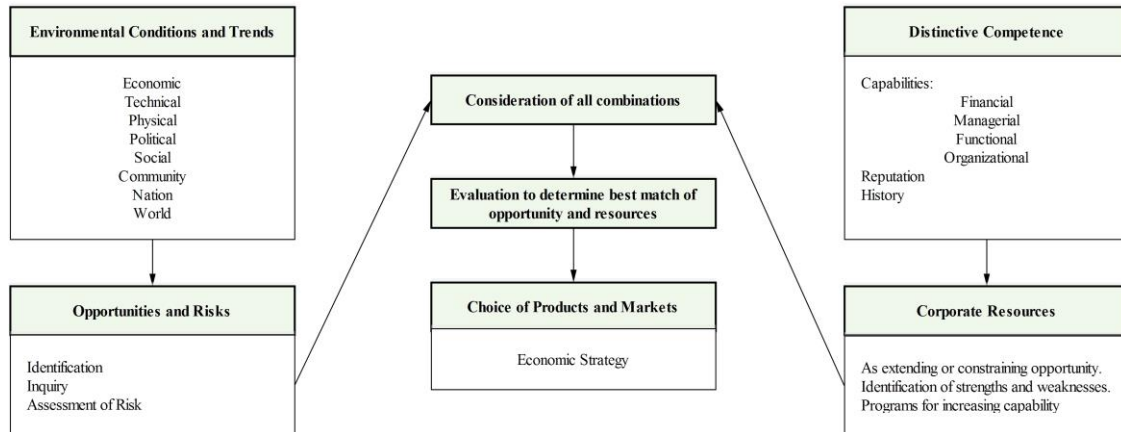 Environmental Conditions and Trends
Economic
Technical
Physical
Political
Social
Community
Nation
World
Opportunities and Risks
Identification
Inquiry
Assessment of Risk
Consideration of all combinations
Evaluation to determine best match of
opportunity and resources
Choice of Products and Markets
Economic Strategy
Distinctive Competence
Capabilities:
Financial
Managerial
Functional
Organizational
Reputation
History
Corporate Resources
As extending or constraining opportunity.
Identification of strengths and weaknesses.
Programs for increasing capability